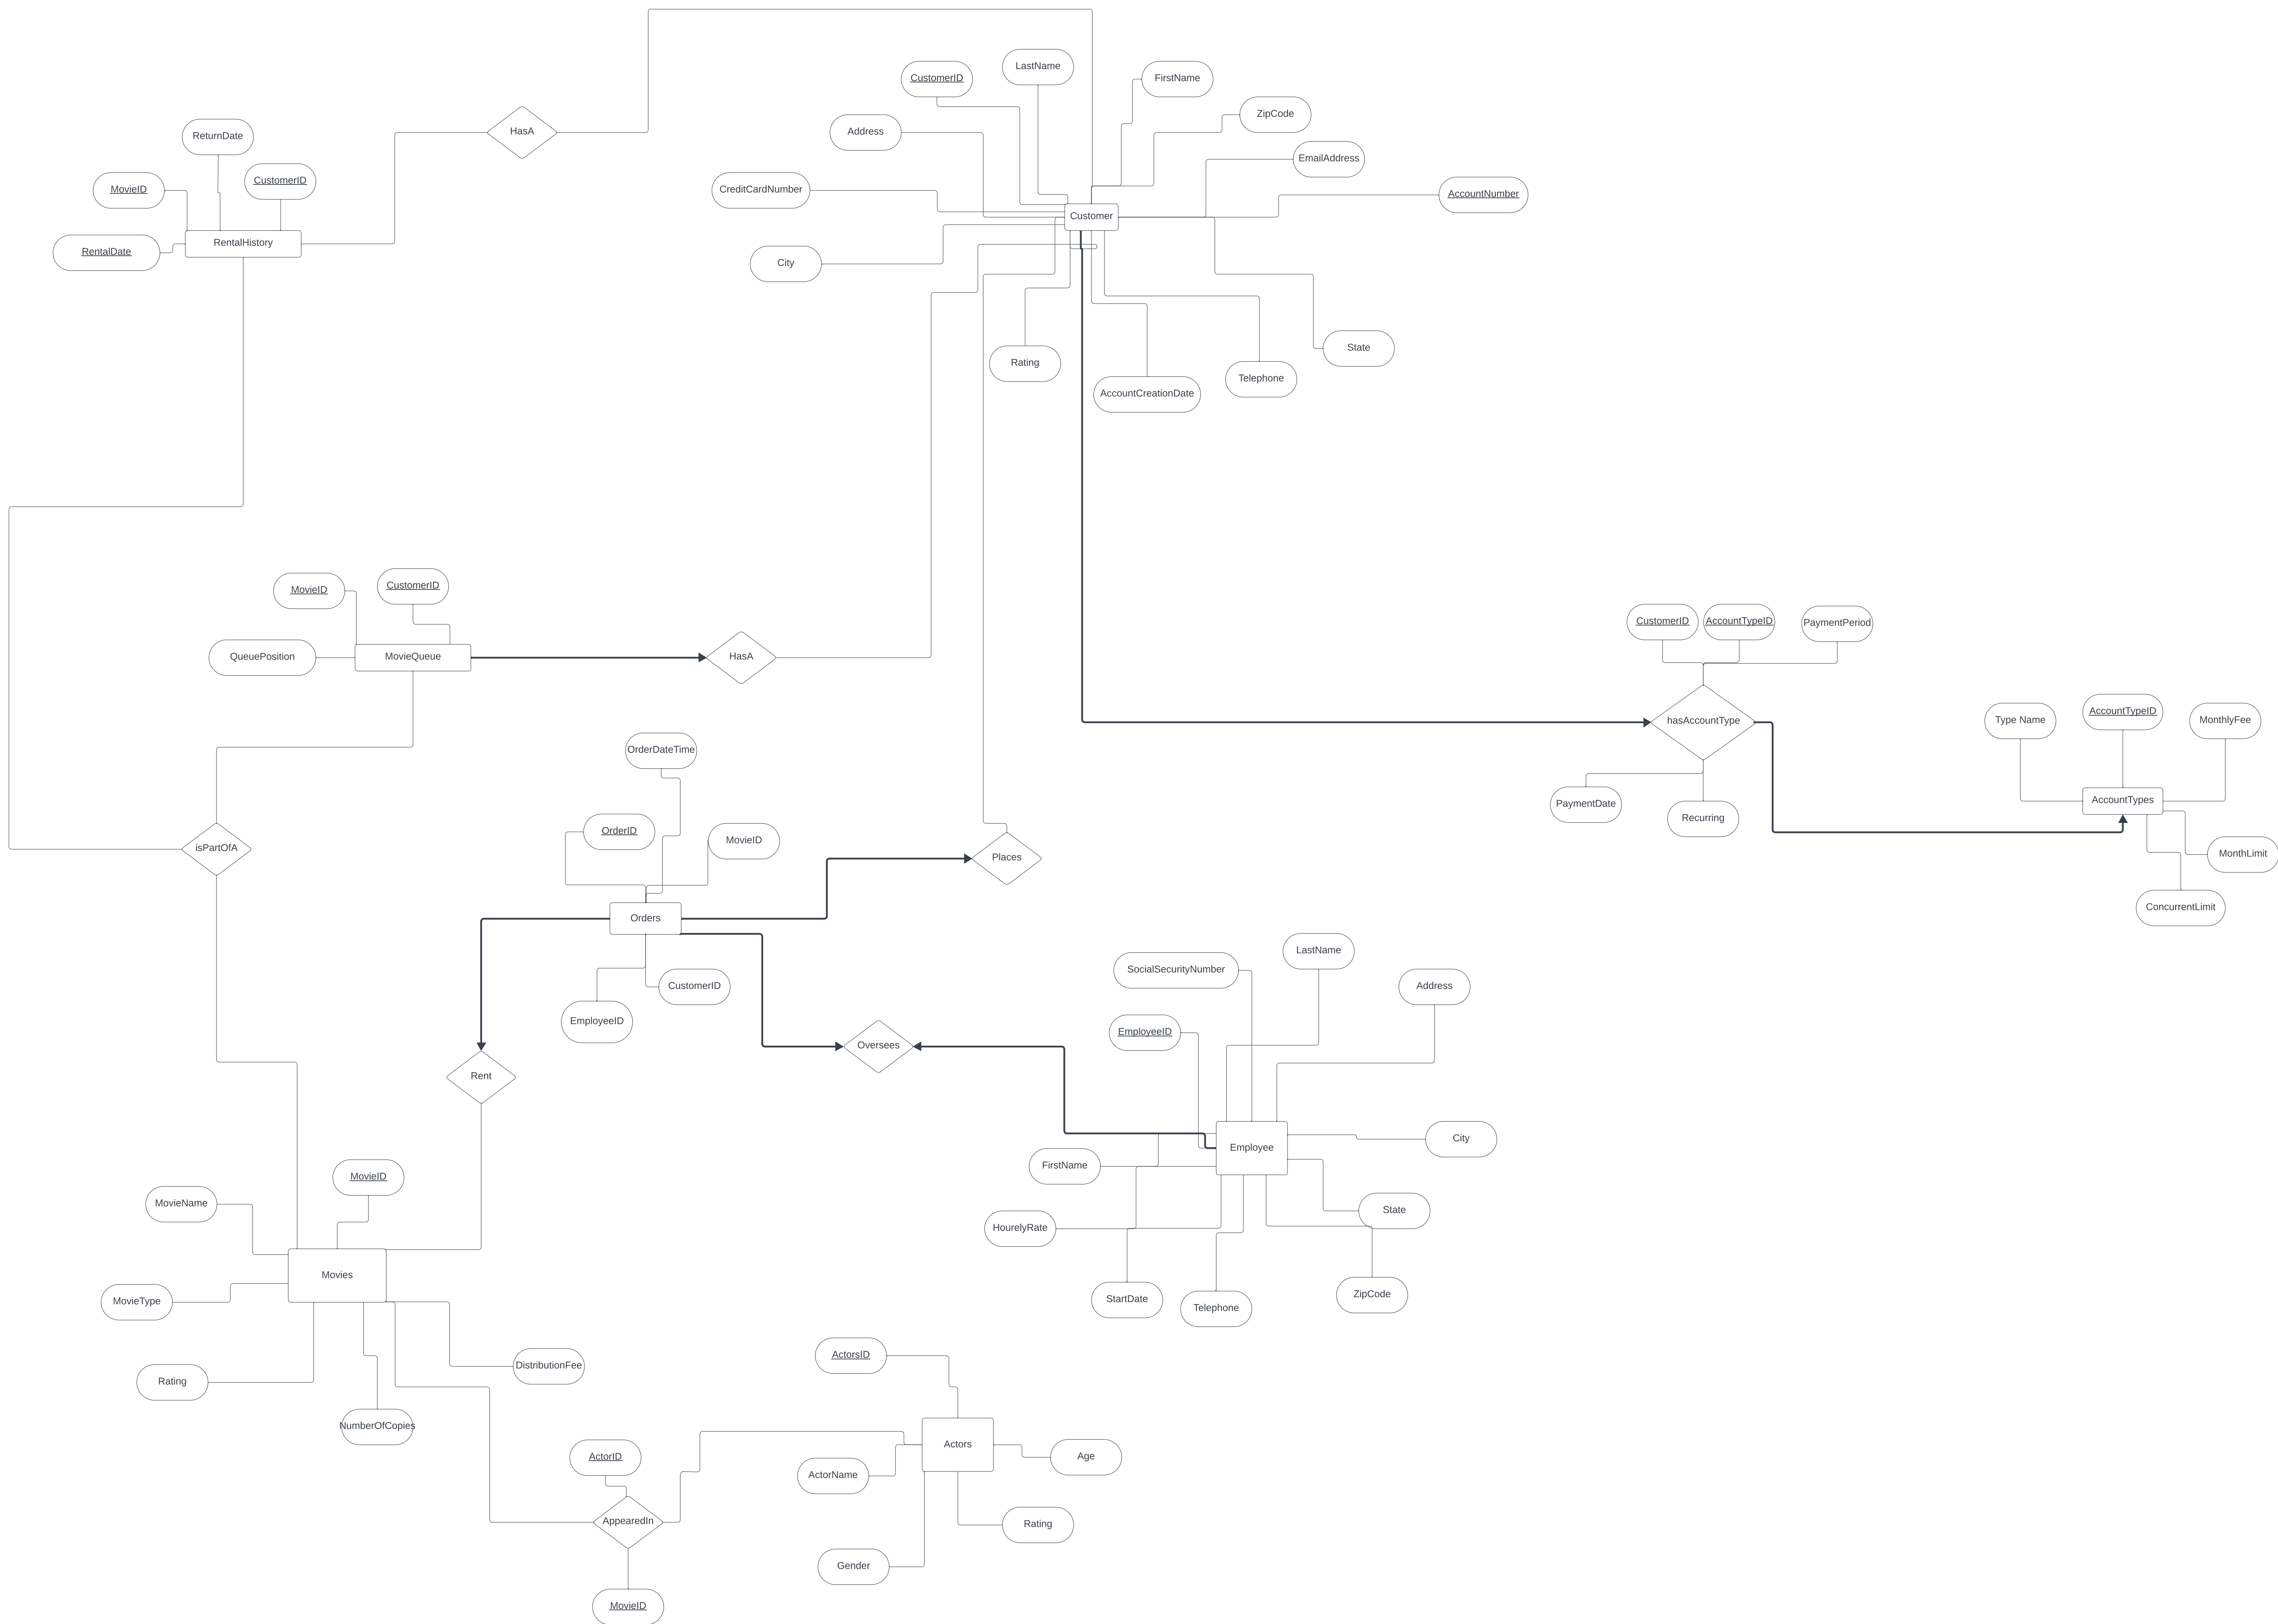 LastName
CustomerID
FirstName
ZipCode
HasA
ReturnDate
Address
EmailAddress
CustomerID
MovieID
CreditCardNumber
AccountNumber
Customer
RentalHistory
RentalDate
City
State
Rating
Telephone
AccountCreationDate
MovieID
CustomerID
QueuePosition
MovieQueue
HasA
CustomerID
AccountTypeID
PaymentPeriod
hasAccountType
Type Name
AccountTypeID
MonthlyFee
OrderDateTime
PaymentDate
Recurring
AccountTypes
OrderID
MovieID
isPartOfA
Places
MonthLimit
ConcurrentLimit
Orders
LastName
SocialSecurityNumber
Address
CustomerID
EmployeeID
EmployeeID
Oversees
Rent
Employee
City
FirstName
MovieID
MovieName
State
HourelyRate
Movies
MovieType
StartDate
Telephone
ZipCode
ActorsID
DistributionFee
Rating
NumberOfCopies
Actors
ActorID
Age
ActorName
AppearedIn
Rating
Gender
MovieID